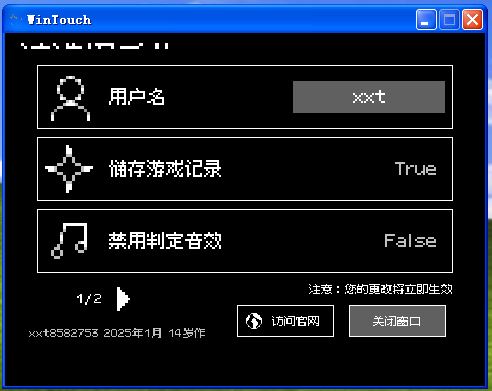 WinTouch
用户名
xxt
储存游戏记录
True
禁用判定音效
False
注意：您的更改将立即生效
1/2
访问官网
关闭窗口
xxt8582753 2025年1月 14岁作